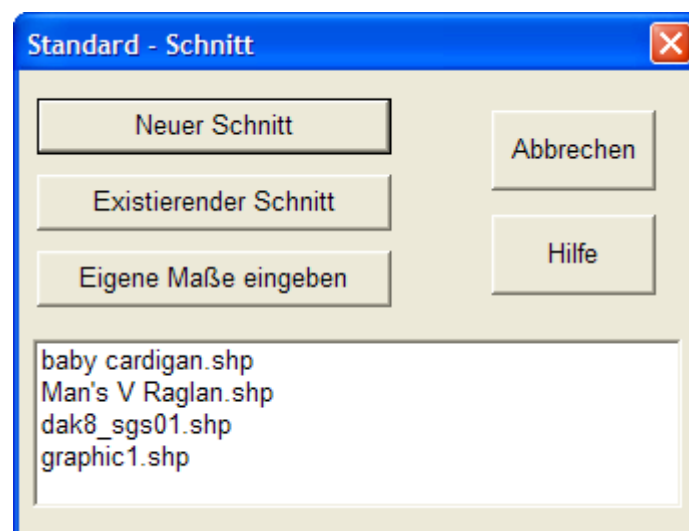 Standard - Schnitt
Neuer Schnitt
Existierender Schnitt
Eigene Maße eingeben
Abbrechen
Hilfe
baby cardigan.shp
Man's V Raglan.shp
dak8_sgs01.shp
graphic1.shp